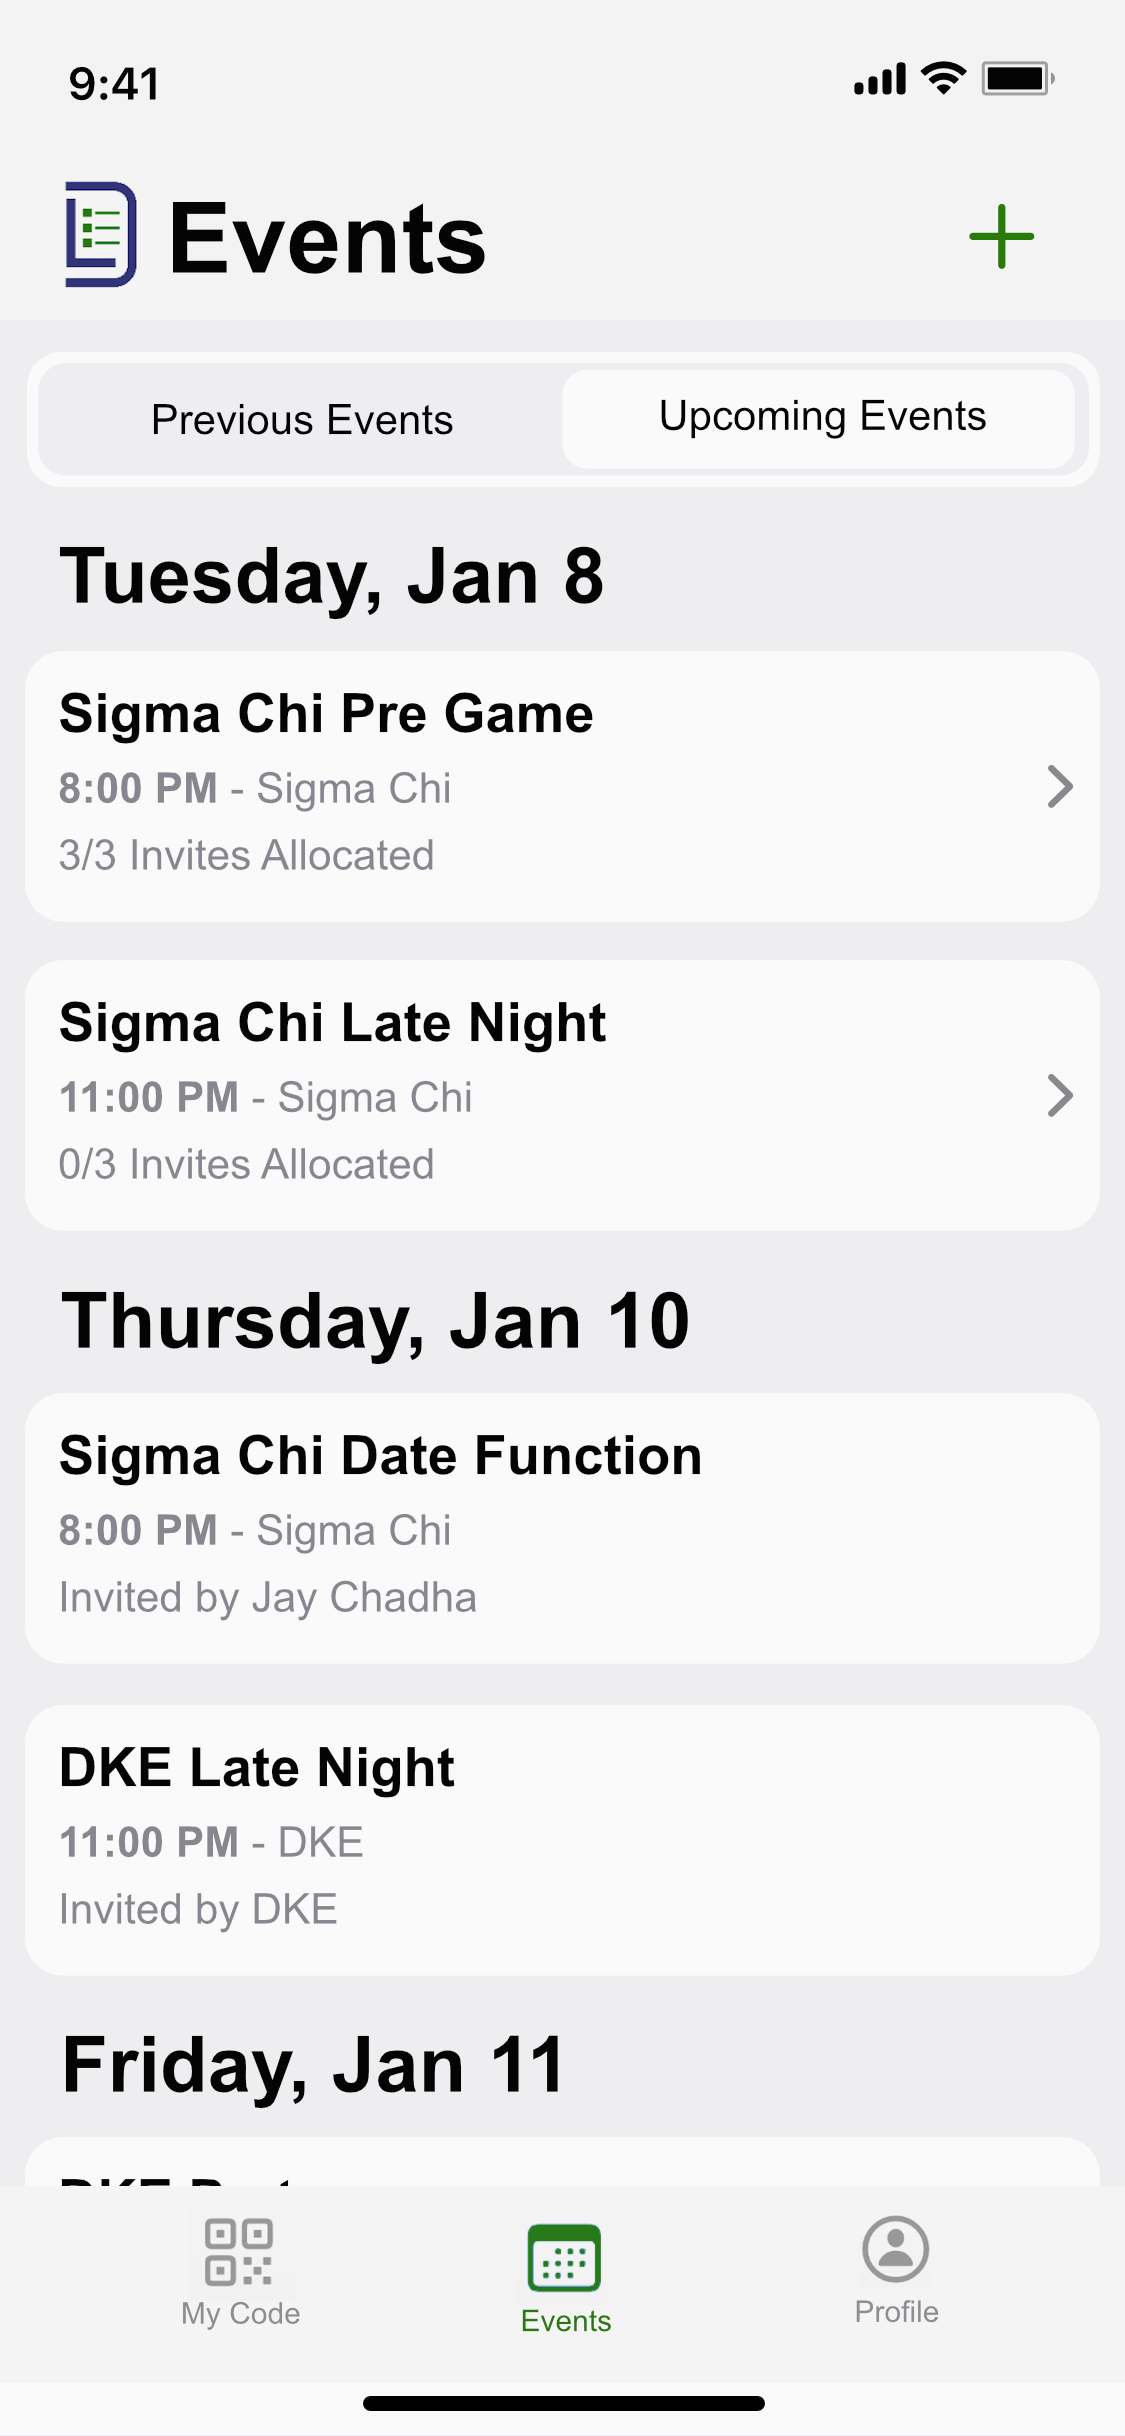 9:41
Events
Previous Events
Upcoming Events
Tuesday, Jan 8
Sigma Chi Pre Game
8:00 PM - Sigma Chi
3/3 Invites Allocated
Sigma Chi Late Night
11:00 PM - Sigma Chi
0/3 Invites Allocated
Thursday, Jan 10
Sigma Chi Date Function
8:00 PM - Sigma Chi
Invited by Jay Chadha
DKE Late Night
11:00 PM - DKE
Invited by DKE
Friday, Jan 11
DKE
My Code
Events
Profile